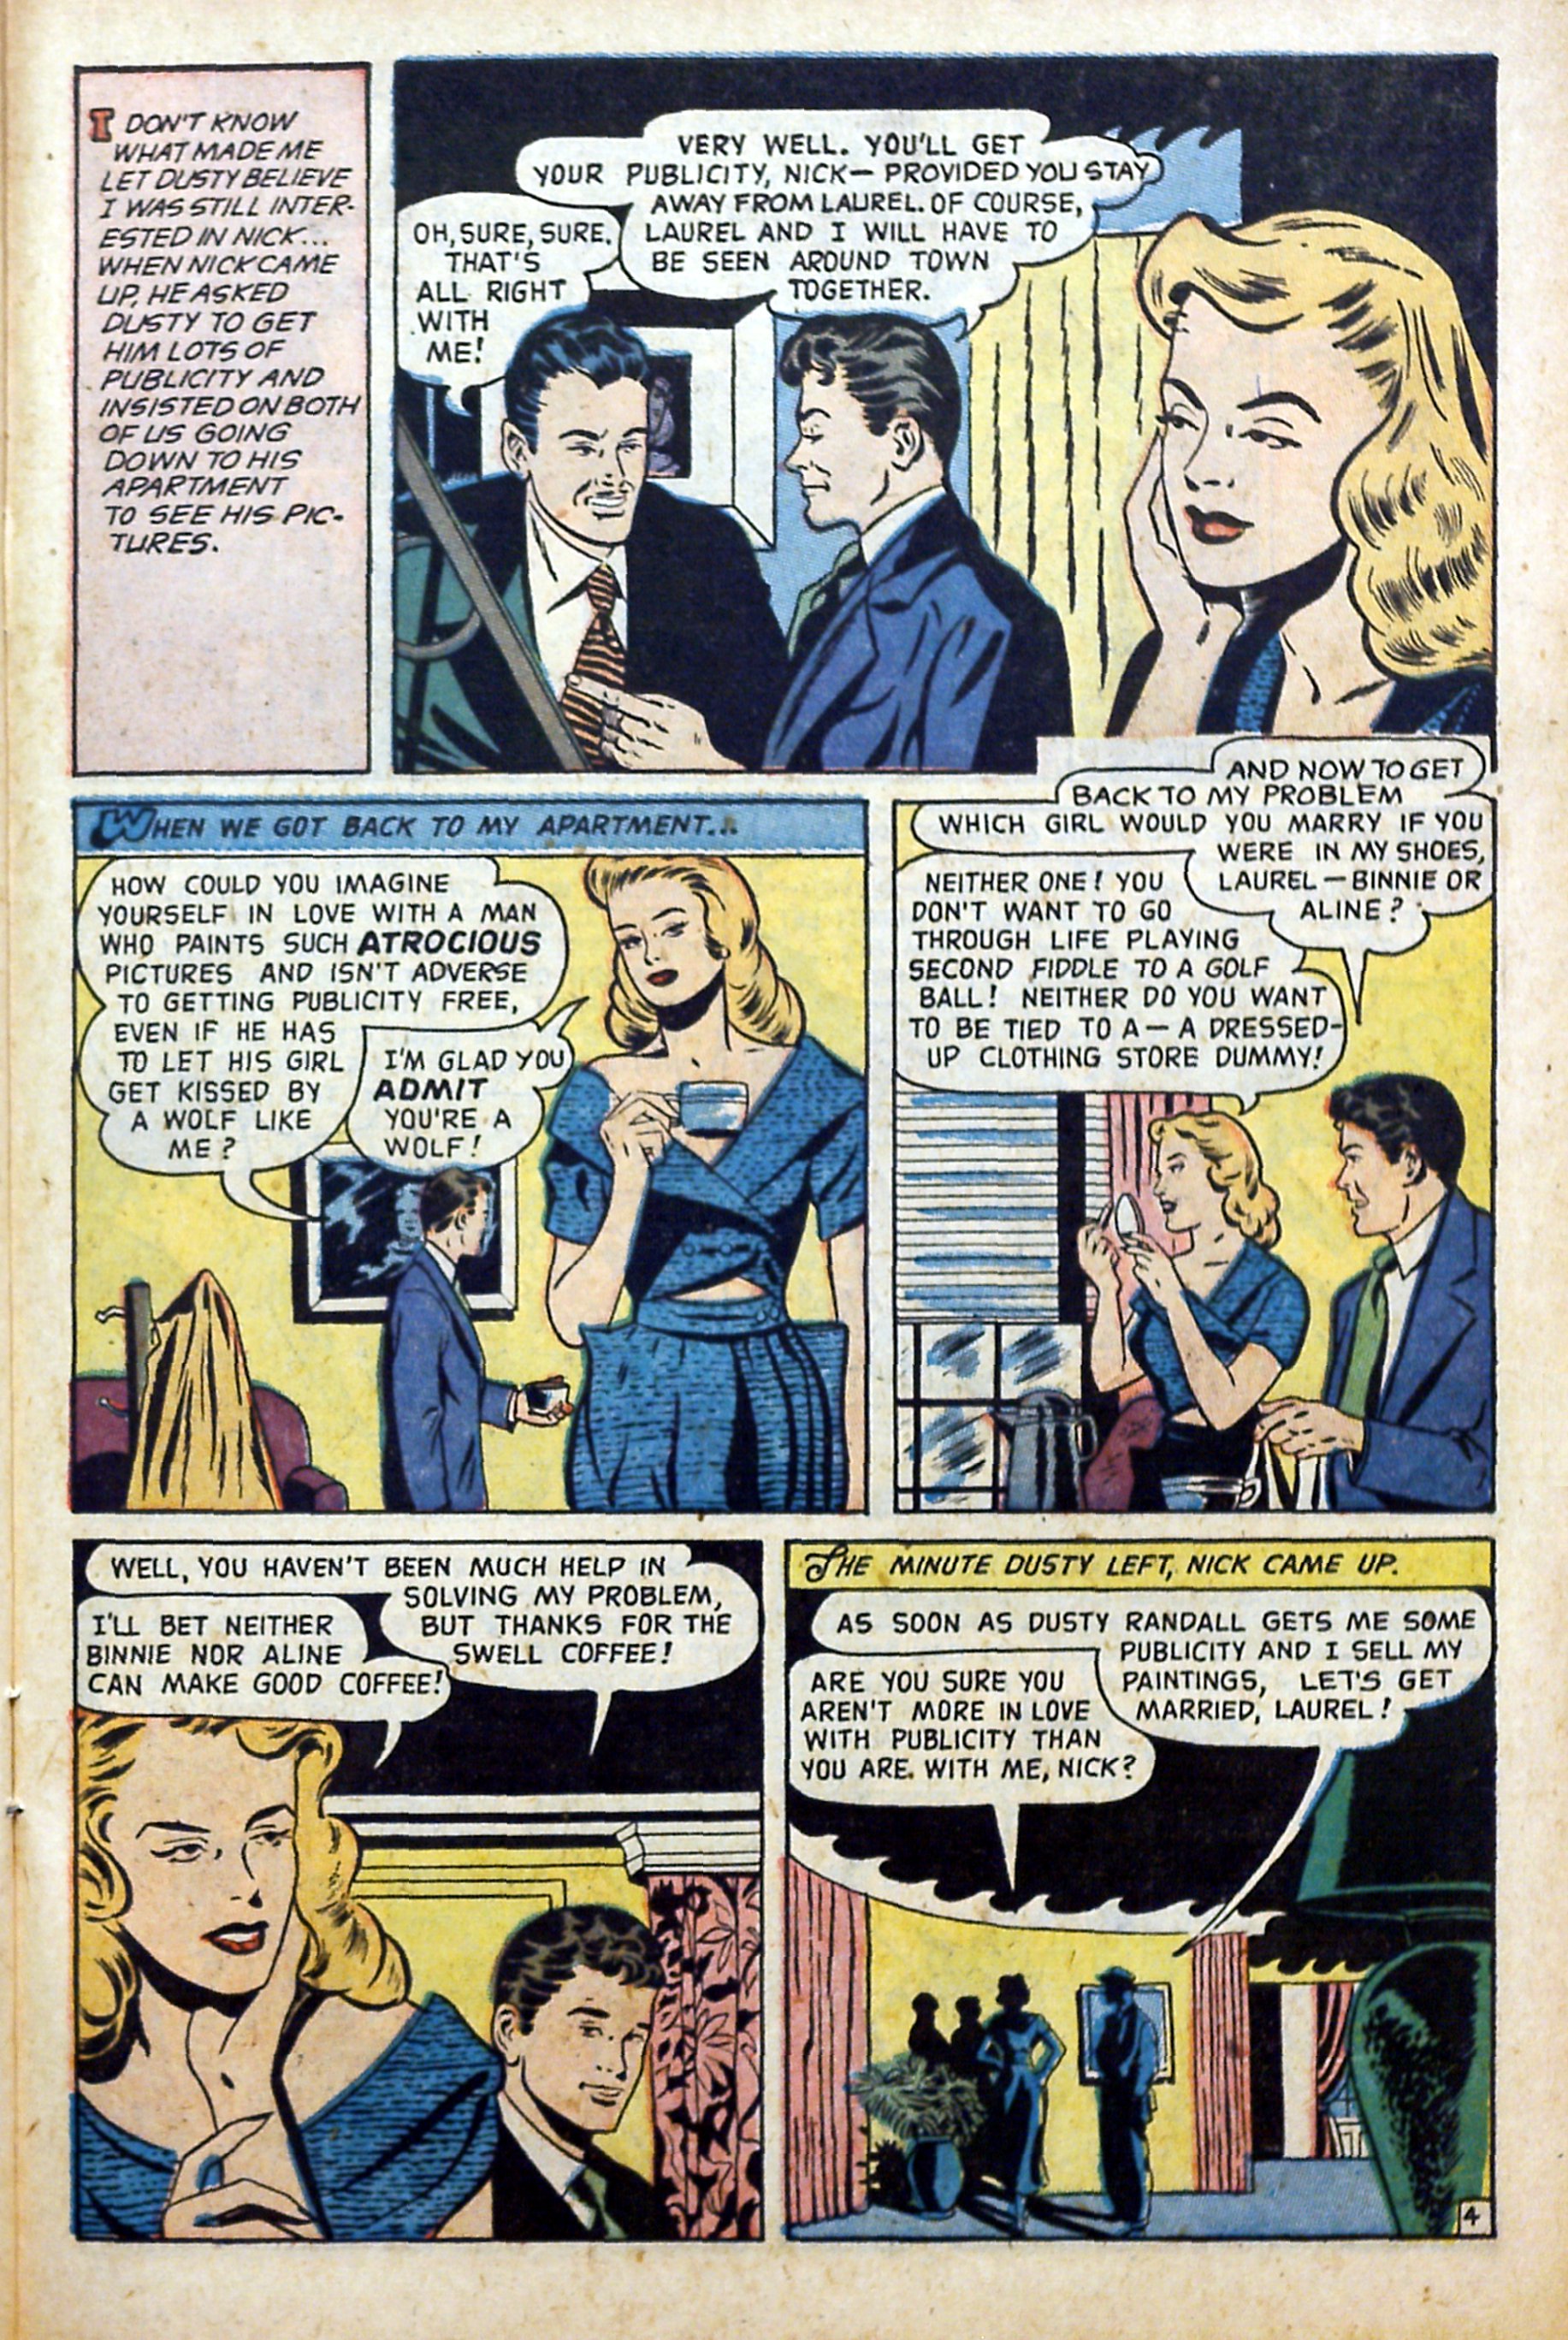 I DON'T KNOW
WHAT MADE ME
LET DUSTY BELIEVE
I WAS STILL INTER-
ESTED IN NICK...
WHEN NICK CAME
UP, HE ASKED
DUSTY TO GET
HIM LOTS OF
PUBLICITY AND
INSISTED ON BOTH
OF US GOING
DOWN TO HIS
APARTMENT
TO SEE HIS PIC-
TURES.
VERY WELL. YOU'LL GET
YOUR PUBLICITY, NICK— PROVIDED YOU STAY
AWAY FROM LAUREL. OF COURSE,
LAUREL AND I WILL HAVE TO
BE SEEN AROUND TOWN
TOGETHER.
OH, SURE, SURE.
THAT'S
ALL RIGHT
WITH
ME!
WHEN WE GOT BACK TO MY APARTMENT...
HOW COULD YOU IMAGINE
YOURSELF IN LOVE WITH A MAN
WHO PAINTS SUCH ATROCIOUS
PICTURES AND ISN'T ADVERSE
TO GETTING PUBLICITY FREE,
EVEN IF HE HAS
TO LET HIS GIRL
GET KISSED BY
A WOLF LIKE
ME?
I'M GLAD YOU
ADMIT
YOU'RE A
WOLF!
AND NOW TO GET
BACK TO MY PROBLEM
WHICH GIRL WOULD YOU MARRY IF YOU
WERE IN MY SHOES,
LAUREL — BINNIE OR
ALINE?
NEITHER ONE! YOU
DON'T WANT TO GO
THROUGH LIFE PLAYING
SECOND FIDDLE TO A GOLF
BALL! NEITHER DO YOU WANT
TO BE TIED TO A — A DRESSED-
UP CLOTHING STORE DUMMY!
WELL, YOU HAVEN'T BEEN MUCH HELP IN
SOLVING MY PROBLEM,
BUT THANKS FOR THE
SWELL COFFEE!
I'LL BET NEITHER
BINNIE NOR ALINE
CAN MAKE GOOD COFFEE!
THE MINUTE DUSTY LEFT, NICK CAME UP.
AS SOON AS DUSTY RANDALL GETS ME SOME
PUBLICITY AND I SELL MY
PAINTINGS, LET'S GET
MARRIED, LAUREL!
ARE YOU SURE YOU
AREN'T MORE IN LOVE
WITH PUBLICITY THAN
YOU ARE WITH ME, NICK?
4